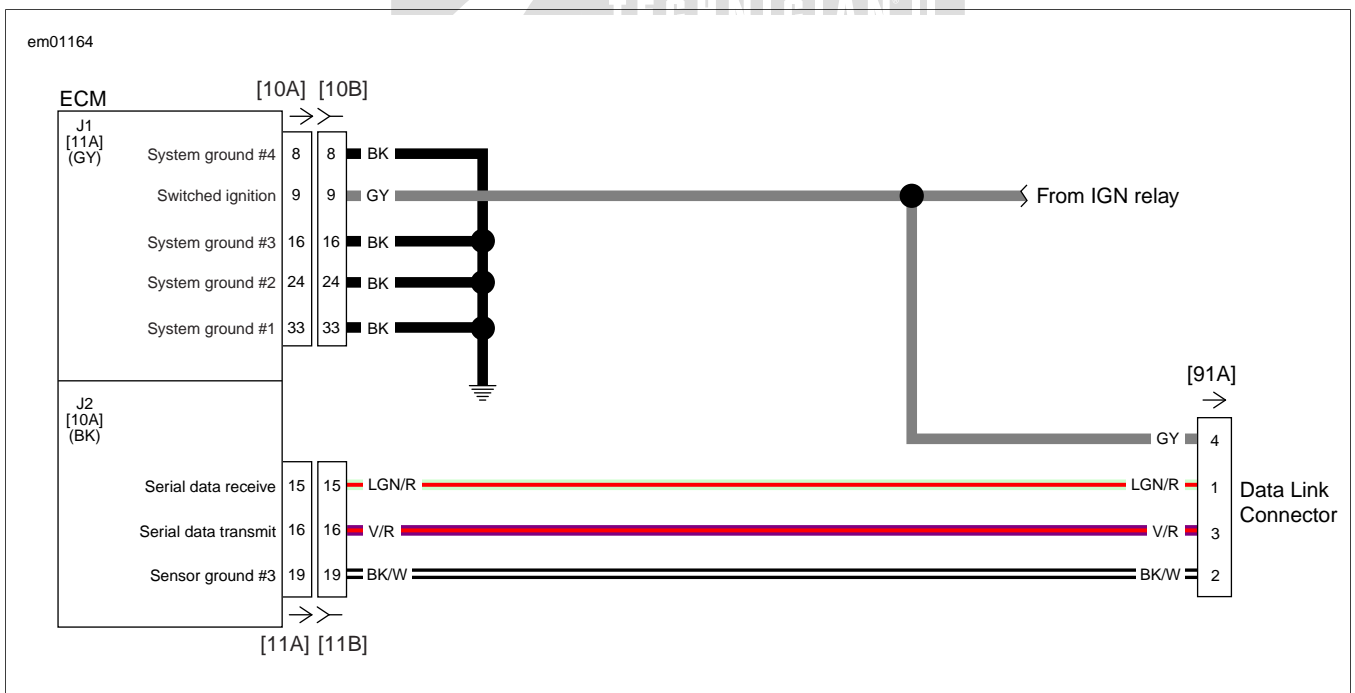 TECHNICIAN II
em01164
ECM
[10A] [10B]
J1
[11A]
(GY)
System ground #4 8 8 BK
Switched ignition 9 9 GY
From IGN relay
System ground #3 16 16 BK
System ground #2 24 24 BK
System ground #1 33 33 BK
[91A]
J2
[10A]
(BK)
GY 4
Serial data receive 15 15 LGN/R LGN/R 1
Data Link
Connector
Serial data transmit 16 16 V/R V/R 3
Sensor ground #3 19 19 BK/W BK/W 2
[11A] [11B]